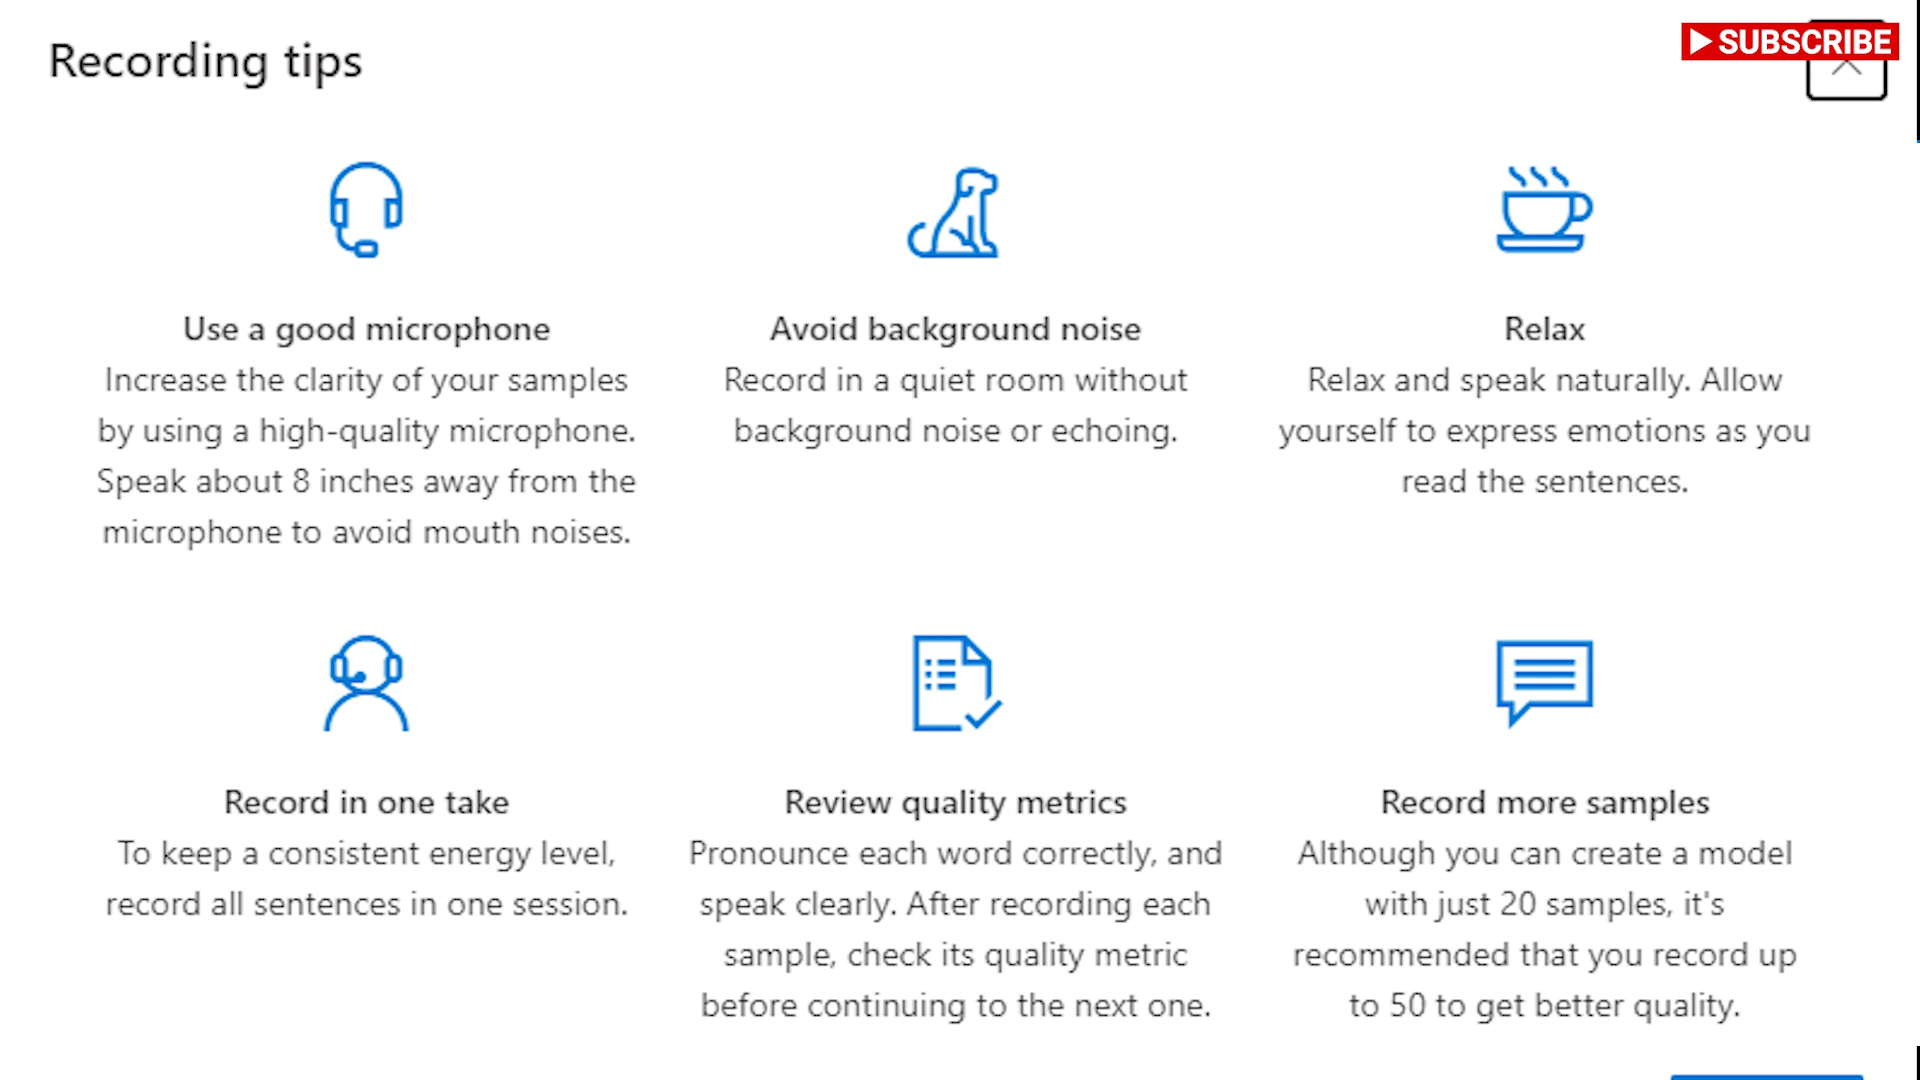 Recording tips
SUBSCRIBE
Use a good microphone
Increase the clarity of your samples
by using a high-quality microphone.
Speak about 8 inches away from the
microphone to avoid mouth noises.
Avoid background noise
Record in a quiet room without
background noise or echoing.
Relax
Relax and speak naturally. Allow
yourself to express emotions as you
read the sentences.
Record in one take
To keep a consistent energy level,
record all sentences in one session.
Review quality metrics
Pronounce each word correctly, and
speak clearly. After recording each
sample, check its quality metric
before continuing to the next one.
Record more samples
Although you can create a model
with just 20 samples, it's
recommended that you record up
to 50 to get better quality.